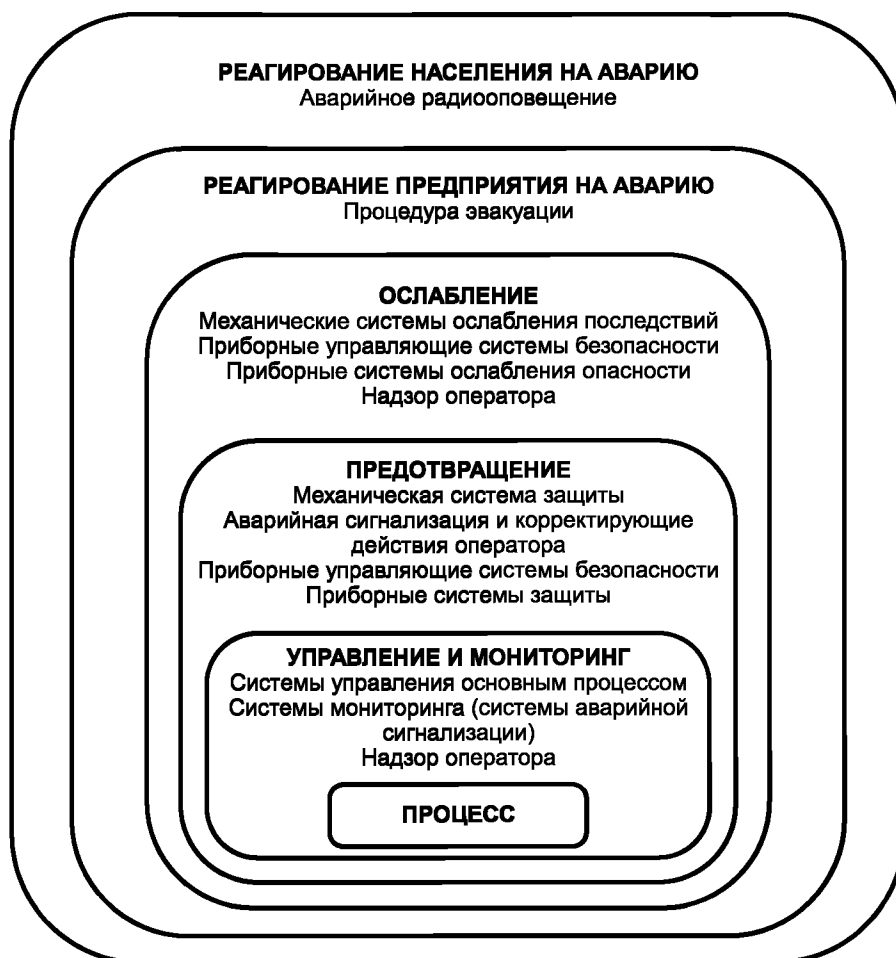 РЕАГИРОВАНИЕ НАСЕЛЕНИЯ НА АВАРИЮ
Аварийное радиооповещение
РЕАГИРОВАНИЕ ПРЕДПРИЯТИЯ НА АВАРИЮ
Процедура эвакуации
ОСЛАБЛЕНИЕ
Механические системы ослабления последствий
Приборные управляющие системы безопасности
Приборные системы ослабления опасности
Надзор оператора
ПРЕДОТВРАЩЕНИЕ
Механическая система защиты
Аварийная сигнализация и корректирующие
действия оператора
Приборные управляющие системы безопасности
Приборные системы защиты
УПРАВЛЕНИЕ И МОНИТОРИНГ
Системы управления основным процессом
Системы мониторинга (системы аварийной
сигнализации)
Надзор оператора
ПРОЦЕСС